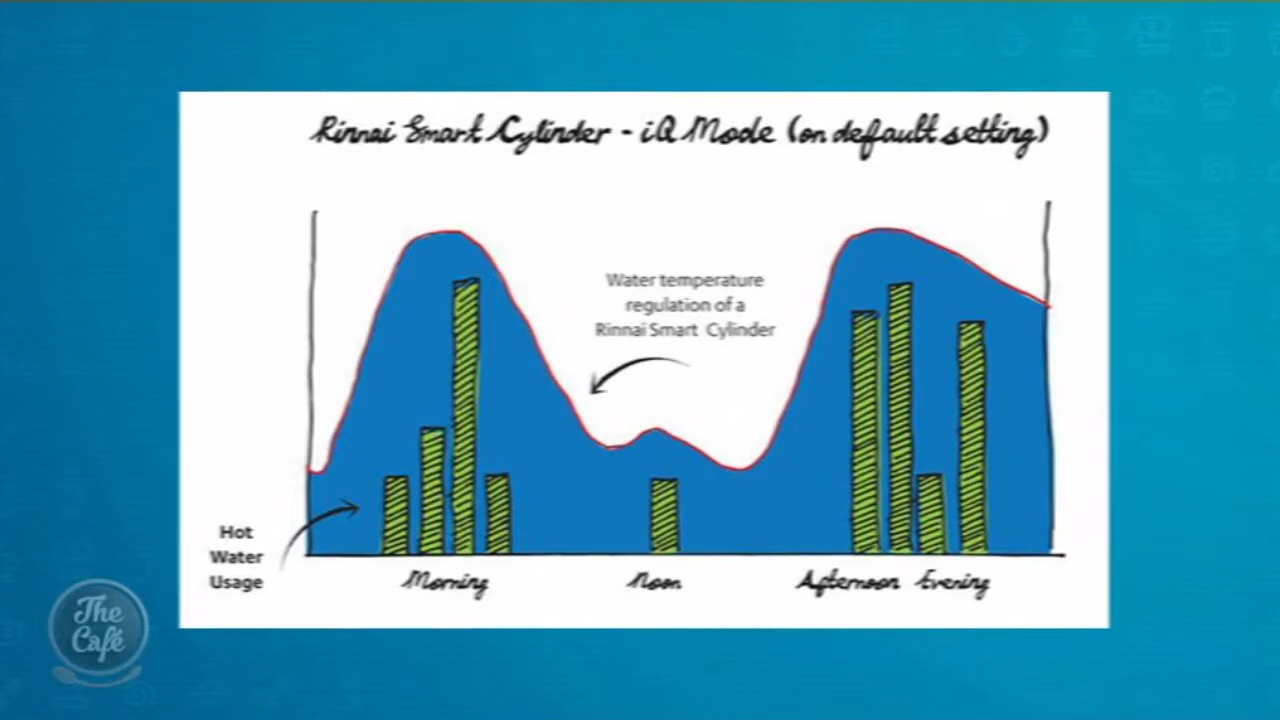 Rinnai Smart Cylinder - iQ Mode (on default setting)
Water temperature
regulation of a
Rinnai Smart Cylinder
Hot
Water
Usage
Morning
Noon
Afternoon Evening
The
Café